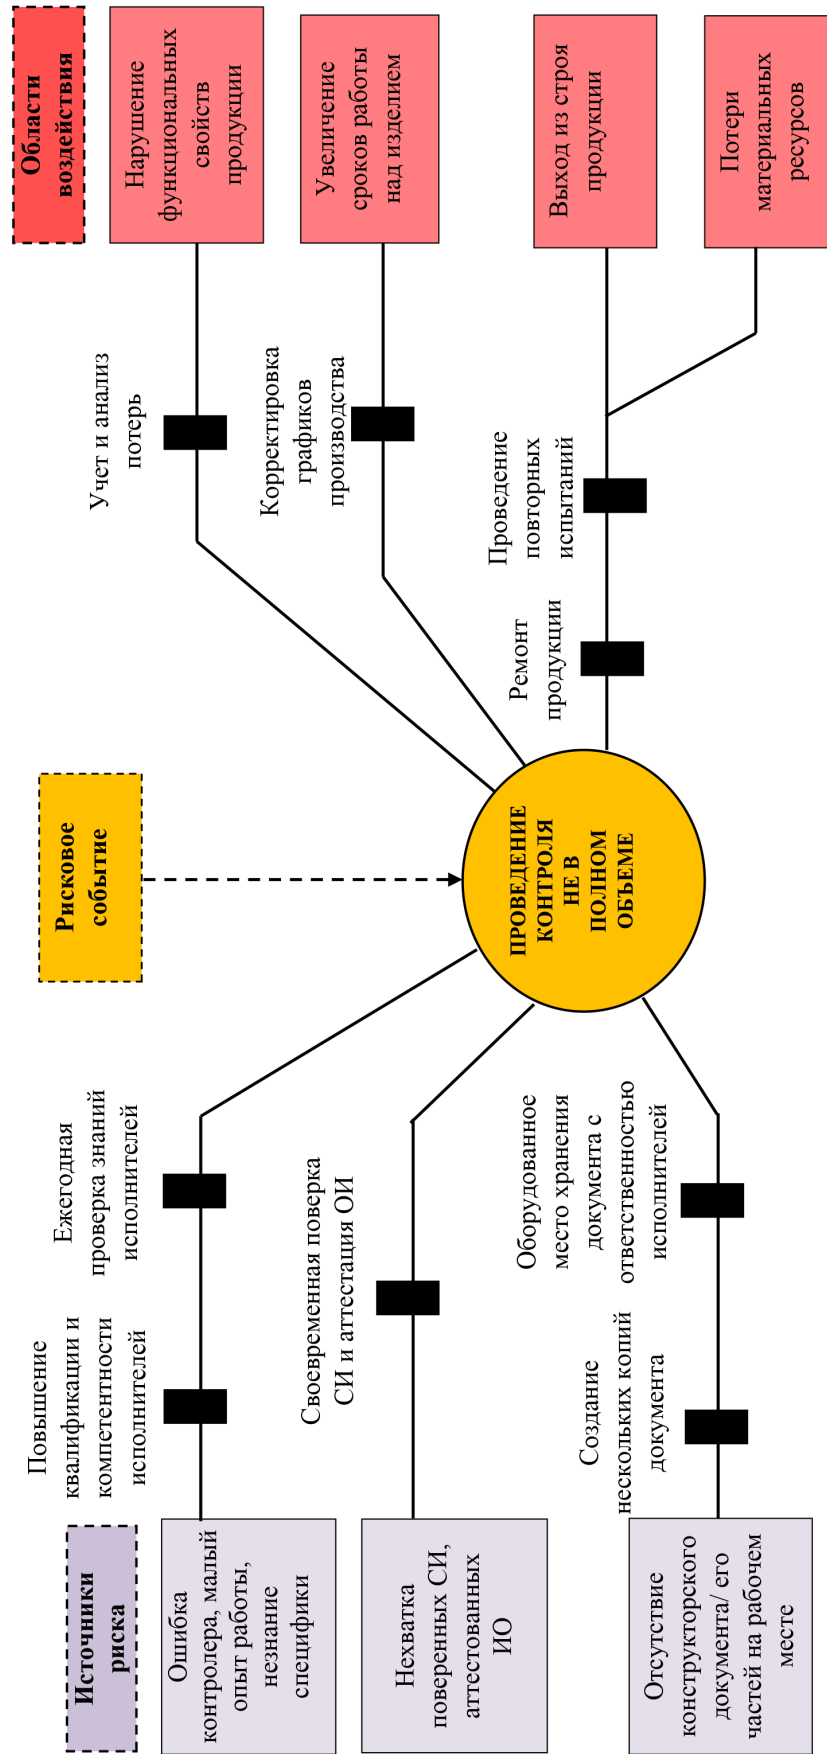 Источники
риска
Рисковое
событие
Области
воздействия
Повышение
квалификации и
компетентности
исполнителей
Ежегодная
проверка знаний
исполнителей
Учет и анализ
потерь
Ошибка
контролера, малый
опыт работы,
незнание
специфики
Нарушение
функциональных
свойств
продукции
Своевременная поверка
СИ и аттестация ОИ
Корректировка
графиков
производства
Нехватка
поверенных СИ,
аттестованных
ИО
Увеличение
сроков работы
над изделием
ПРОВЕДЕНИЕ
КОНТРОЛЯ
НЕ В
ПОЛНОМ
ОБЪЕМЕ
Создание
нескольких копий
документа
Оборудованное
место хранения
документа с
ответственностью
исполнителей
Ремонт
продукции
Проведение
повторных
испытаний
Отсутствие
конструкторского
документа/ его
частей на рабочем
месте
Выход из строя
продукции
Потери
материальных
ресурсов